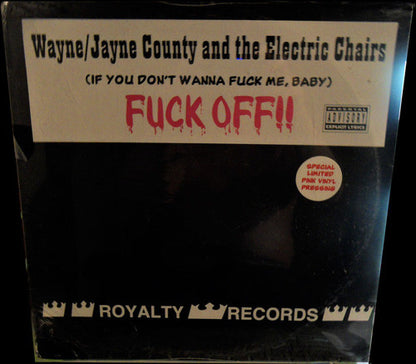 Wayne/Jayne County and the Electric Chairs
(IF YOU DON'T WANNA FUCK ME, BABY)
FUCK OFF!!
PARENTAL
ADVISORY
EXPLICIT LYRICS
SPECIAL
LIMITED
PINK VINYL
PRESSING
ROYALTY RECORDS